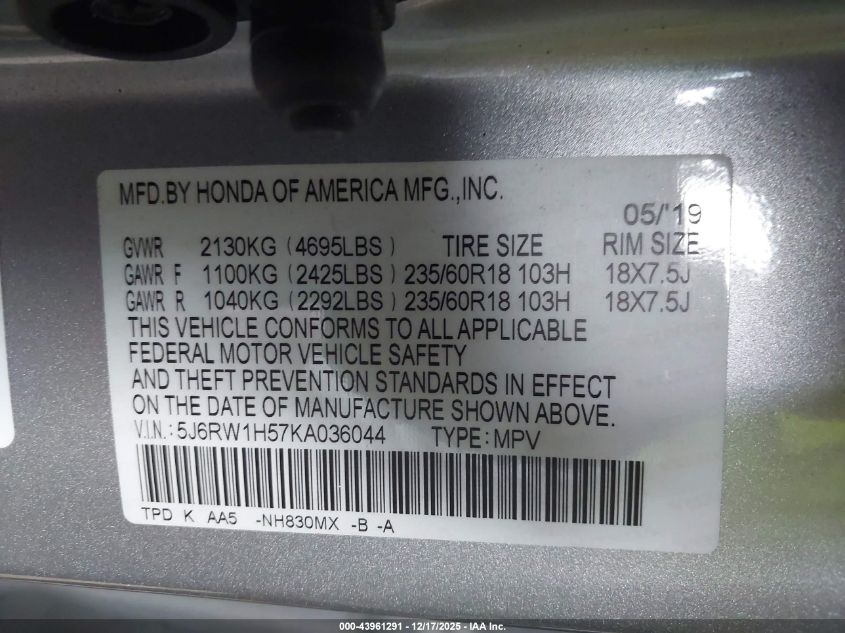 MFD.BY HONDA OF AMERICA MFG.,INC.
05/'19
GVWR 2130KG (4695LBS) TIRE SIZE RIM SIZE
GAWR F 1100KG (2425LBS) 235/60R18 103H 18X7.5J
GAWR R 1040KG (2292LBS) 235/60R18 103H 18X7.5J
THIS VEHICLE CONFORMS TO ALL APPLICABLE
FEDERAL MOTOR VEHICLE SAFETY
AND THEFT PREVENTION STANDARDS IN EFFECT
ON THE DATE OF MANUFACTURE SHOWN ABOVE.
V.I.N.: 5J6RW1H57KA036044 TYPE: MPV
TPD K AA5 -NH830MX -B -A
000-43961291 - 12/17/2025 - IAA Inc.